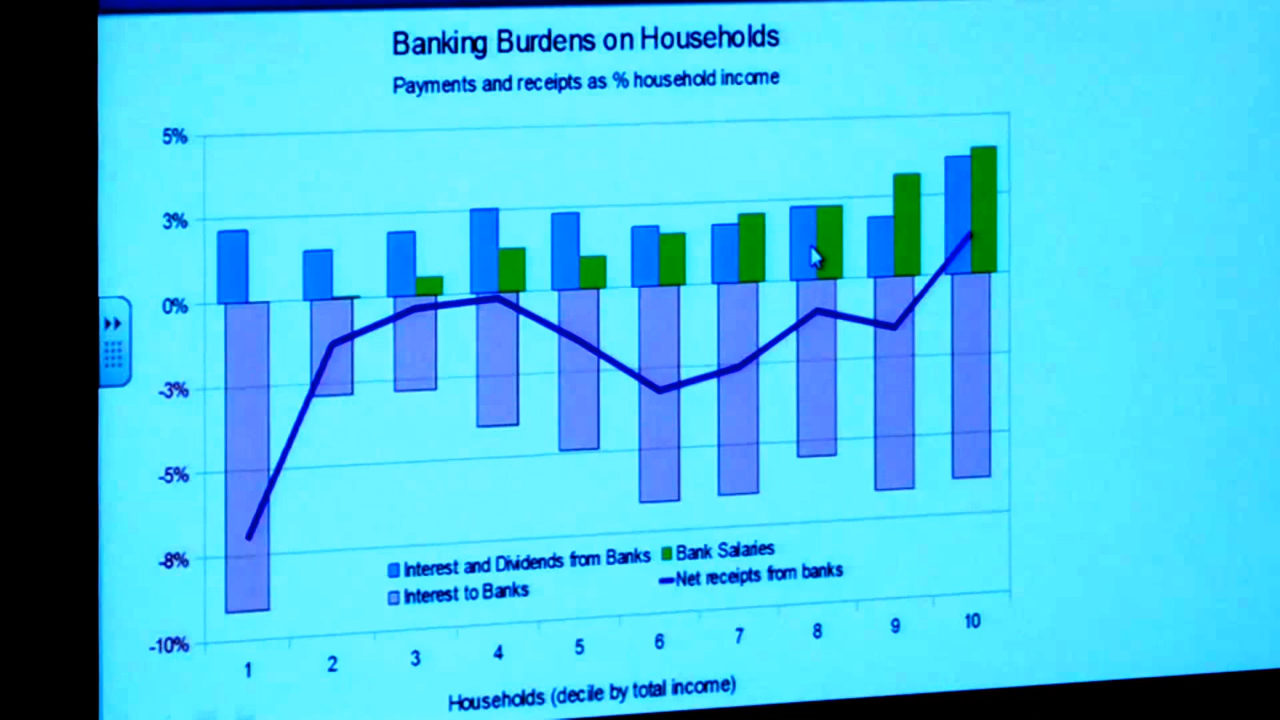 Banking Burdens on Households
Payments and receipts as % household income
5%
3%
0%
-3%
-5%
-8%
-10%
Interest and Dividends from Banks
Bank Salaries
Interest to Banks
Net receipts from banks
1 2 3 4 5 6 7 8 9 10
Households (decile by total income)